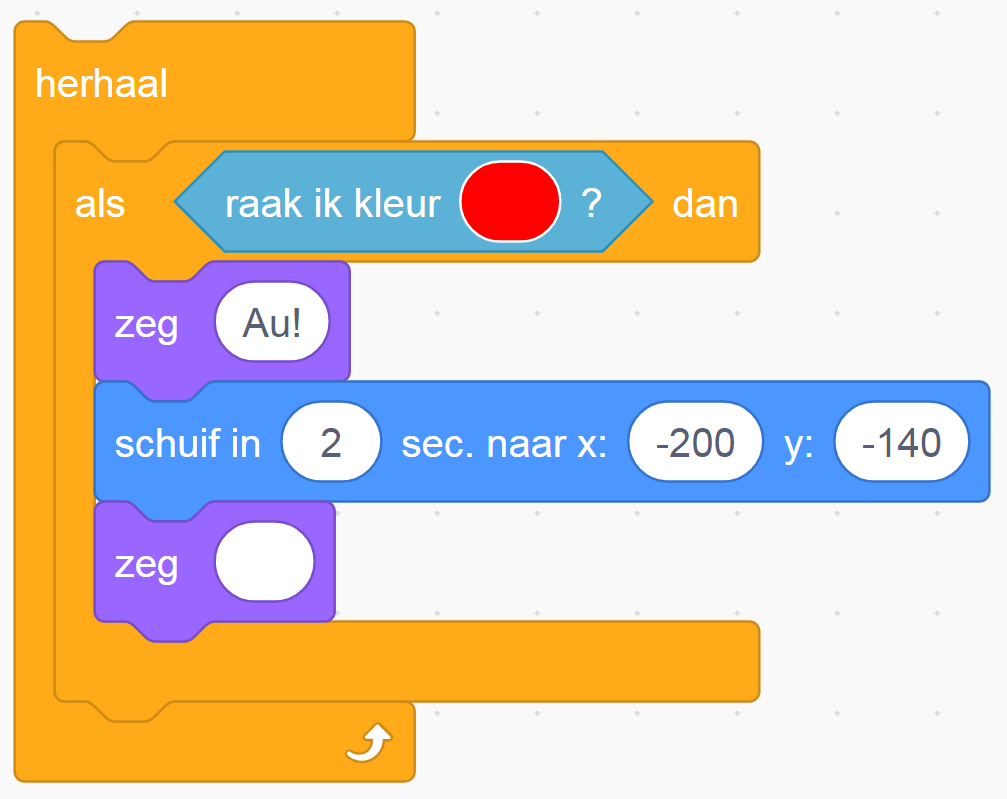 herhaal
als raak ik kleur ? dan
zeg Au!
schuif in 2 sec. naar x: -200 y: -140
zeg